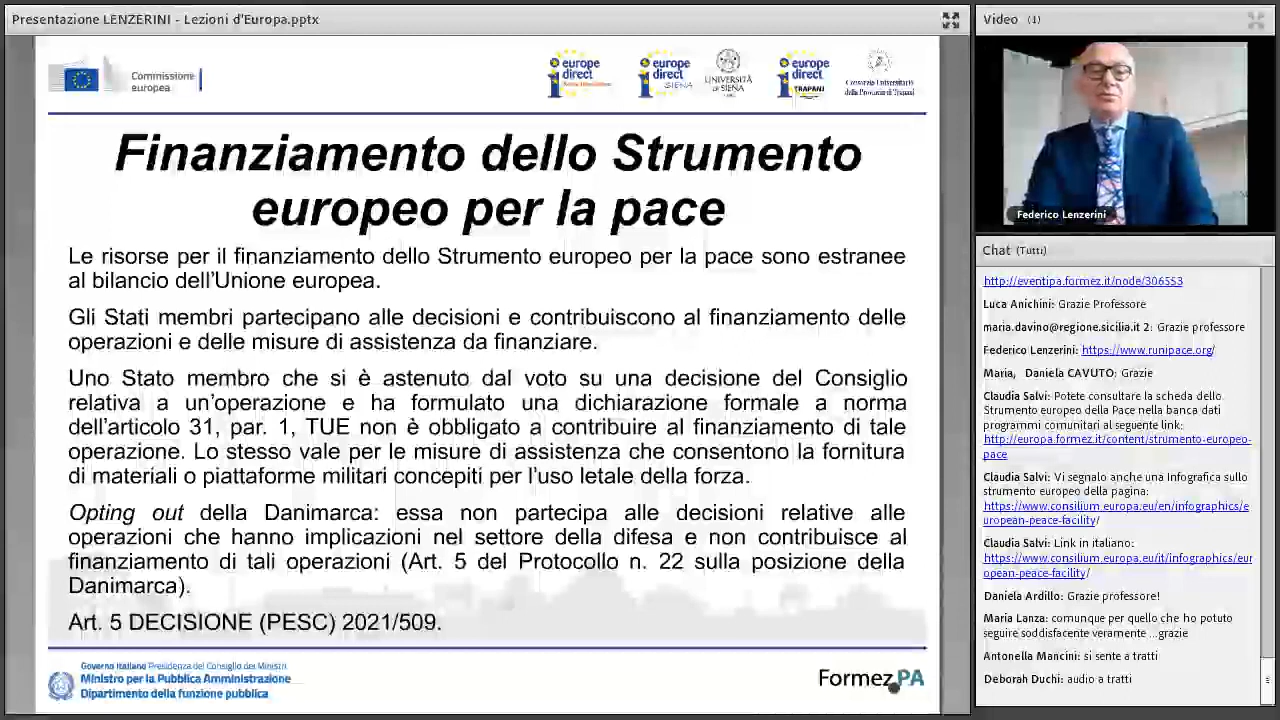 Presentazione LENZERINI - Lezioni d'Europa.pptx
Commissione
europea
europe
direct
europe
direct
SIENA
UNIVERSITÀ
DI SIENA
europe
direct
TRAPANI
Consorzio Universitario
della Provincia di Trapani
Finanziamento dello Strumento
europeo per la pace
Le risorse per il finanziamento dello Strumento europeo per la pace sono estranee
al bilancio dell'Unione europea.
Gli Stati membri partecipano alle decisioni e contribuiscono al finanziamento delle
operazioni e delle misure di assistenza da finanziare.
Uno Stato membro che si è astenuto dal voto su una decisione del Consiglio
relativa a un'operazione e ha formulato una dichiarazione formale a norma
dell'articolo 31, par. 1, TUE non è obbligato a contribuire al finanziamento di tale
operazione. Lo stesso vale per le misure di assistenza che consentono la fornitura
di materiali o piattaforme militari concepiti per l'uso letale della forza.
Opting out della Danimarca: essa non partecipa alle decisioni relative alle
operazioni che hanno implicazioni nel settore della difesa e non contribuisce al
finanziamento di tali operazioni (Art. 5 del Protocollo n. 22 sulla posizione della
Danimarca).
Art. 5 DECISIONE (PESC) 2021/509.
Governo Italiano Presidenza del Consiglio dei Ministri
Ministro per la Pubblica Amministrazione
Dipartimento della funzione pubblica
Formez PA
Video (1)
Federico Lenzerini
Chat (Tutti)
http://eventipa.formez.it/node/306553
Luca Anichini: Grazie Professore
maria.davino@regione.sicilia.it 2: Grazie professore
Federico Lenzerini: https://www.runipace.org/
Maria, Daniela CAVUTO: Grazie
Claudia Salvi: Potete consultare la scheda dello
Strumento europeo della Pace nella banca dati
programmi comunitari al seguente link:
http://europa.formez.it/content/strumento-europeo-
pace
Claudia Salvi: Vi segnalo anche una Infografica sullo
strumento europeo della pagina:
https://www.consilium.europa.eu/en/infographics/e
uropean-peace-facility/
Claudia Salvi: Link in italiano:
https://www.consilium.europa.eu/it/infographics/eur
opean-peace-facility/
Daniela Ardillo: Grazie professore!
Maria Lanza: comunque per quello che ho potuto
seguire soddisfacente veramente ...grazie
Antonella Mancini: si sente a tratti
Deborah Duchi: audio a tratti